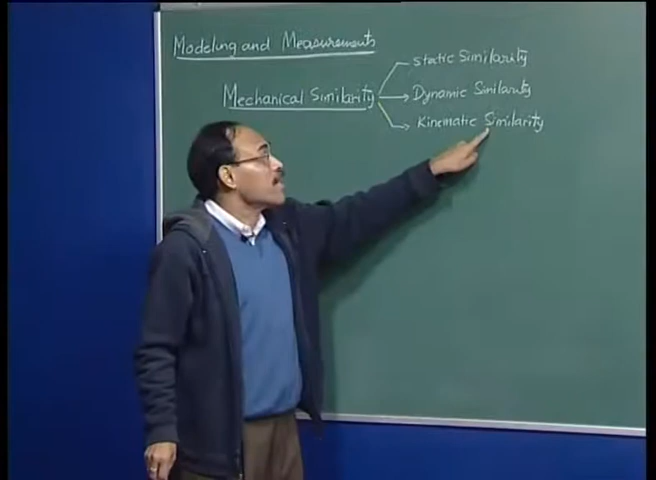 Modeling and Measurements
Mechanical Similarity
Static Similarity
Dynamic Similarity
Kinematic Similarity